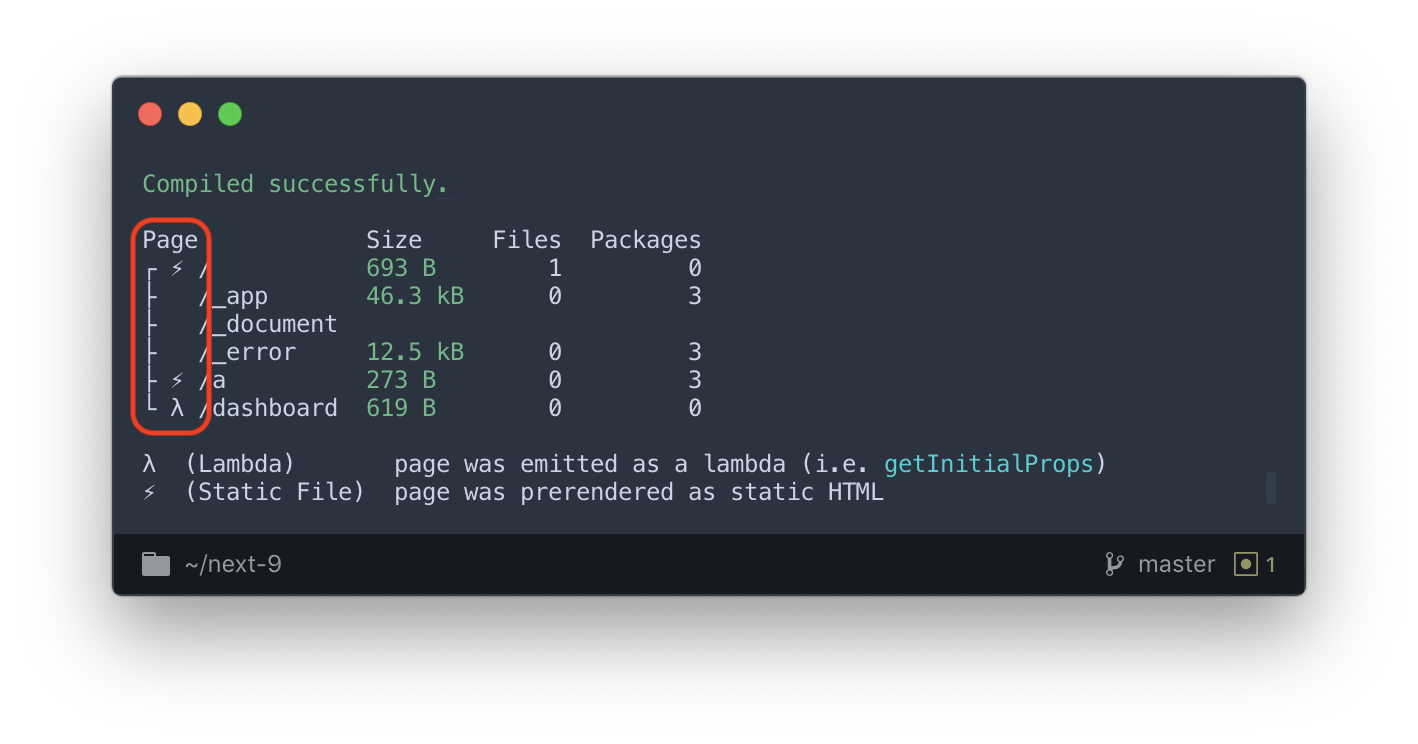 Compiled successfully.
Page Size Files Packages
┌ ⚡ / 693 B 1 0
├ /_app 46.3 kB 0 3
├ /_document
├ /_error 12.5 kB 0 3
├ ⚡ /a 273 B 0 3
└ λ /dashboard 619 B 0 0
λ (Lambda) page was emitted as a lambda (i.e. getInitialProps)
⚡ (Static File) page was prerendered as static HTML
~/next-9 master 1